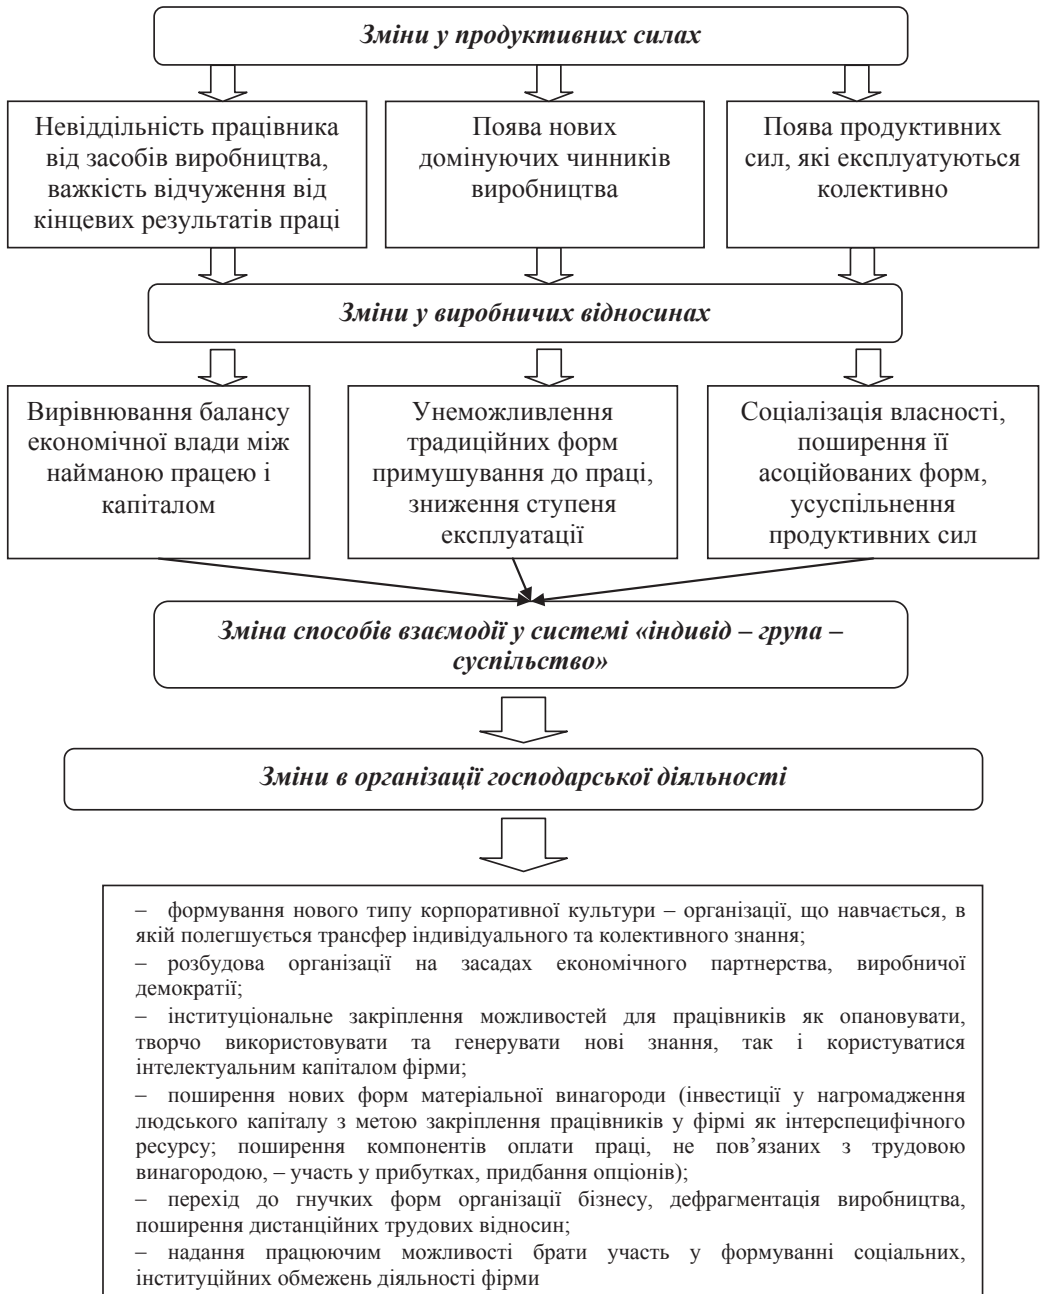 Зміни у продуктивних силах
Невіддільність працівника
від засобів виробництва,
важкість відчуження від
кінцевих результатів праці
Поява нових
домінуючих чинників
виробництва
Поява продуктивних
сил, які експлуатуються
колективно
Зміни у виробничих відносинах
Вирівнювання балансу
економічної влади між
найманою працею і
капіталом
Унеможливлення
традиційних форм
примушування до праці,
зниження ступеня
експлуатації
Соціалізація власності,
поширення її
асоційованих форм,
усуспільнення
продуктивних сил
Зміна способів взаємодії у системі «індивід – група –
суспільство»
Зміни в організації господарської діяльності
– формування нового типу корпоративної культури – організації, що навчається, в
якій полегшується трансфер індивідуального та колективного знання;
– розбудова організації на засадах економічного партнерства, виробничої
демократії;
– інституціональне закріплення можливостей для працівників як опановувати,
творчо використовувати та генерувати нові знання, так і користуватися
інтелектуальним капіталом фірми;
– поширення нових форм матеріальної винагороди (інвестиції у нагромадження
людського капіталу з метою закріплення працівників у фірмі як інтерспецифічного
ресурсу; поширення компонентів оплати праці, не пов’язаних з трудовою
винагородою, – участь у прибутках, придбання опціонів);
– перехід до гнучких форм організації бізнесу, дефрагментація виробництва,
поширення дистанційних трудових відносин;
– надання працюючим можливості брати участь у формуванні соціальних,
інституційних обмежень діяльності фірми